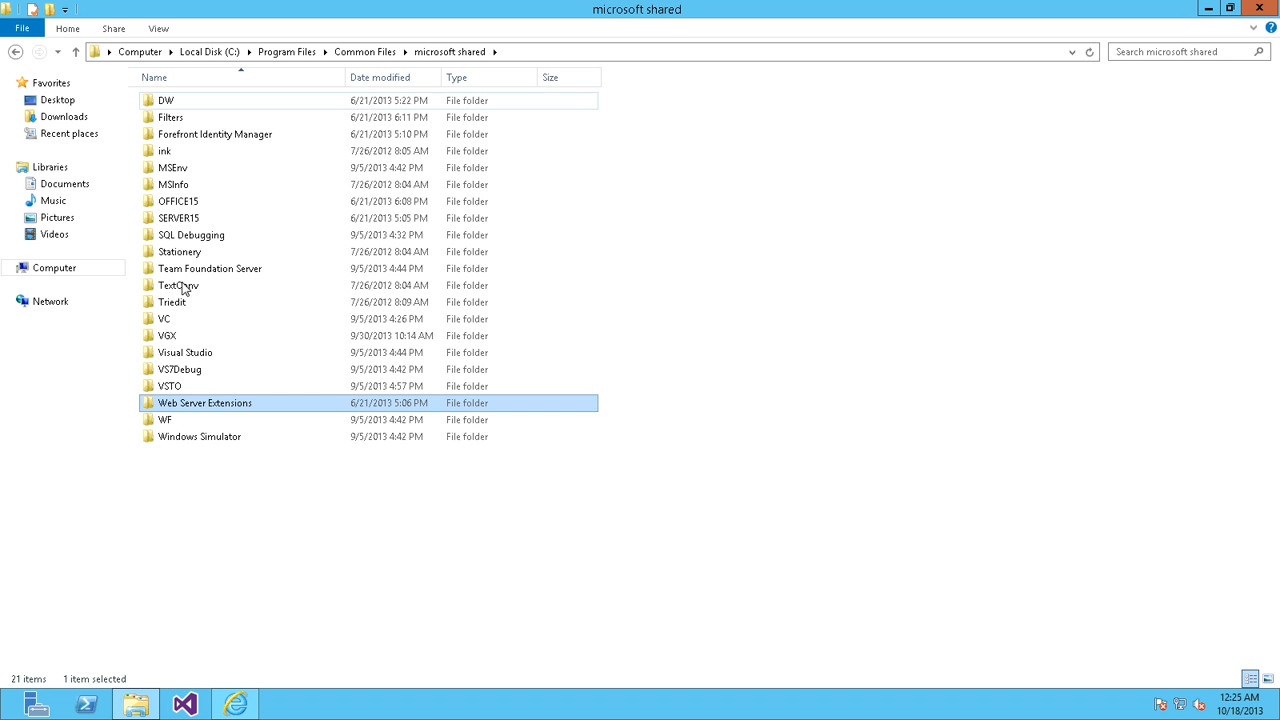 microsoft shared
File Home Share View
Computer Local Disk (C:) Program Files Common Files microsoft shared Search microsoft shared
Name Date modified Type Size
Favorites
Desktop
Downloads
Recent places
Libraries
Documents
Music
Pictures
Videos
Computer
Network
DW 6/21/2013 5:22 PM File folder
Filters 6/21/2013 6:11 PM File folder
Forefront Identity Manager 6/21/2013 5:10 PM File folder
ink 7/26/2012 8:05 AM File folder
MSEnv 9/5/2013 4:42 PM File folder
MSInfo 7/26/2012 8:04 AM File folder
OFFICE15 6/21/2013 6:08 PM File folder
SERVER15 6/21/2013 5:05 PM File folder
SQL Debugging 9/5/2013 4:32 PM File folder
Stationery 7/26/2012 8:04 AM File folder
Team Foundation Server 9/5/2013 4:44 PM File folder
TextConv 7/26/2012 8:04 AM File folder
Triedit 7/26/2012 8:09 AM File folder
VC 9/5/2013 4:26 PM File folder
VGX 9/30/2013 10:14 AM File folder
Visual Studio 9/5/2013 4:44 PM File folder
VS7Debug 9/5/2013 4:42 PM File folder
VSTO 9/5/2013 4:57 PM File folder
Web Server Extensions 6/21/2013 5:06 PM File folder
WF 9/5/2013 4:42 PM File folder
Windows Simulator 9/5/2013 4:42 PM File folder
21 items 1 item selected
12:25 AM
10/18/2013